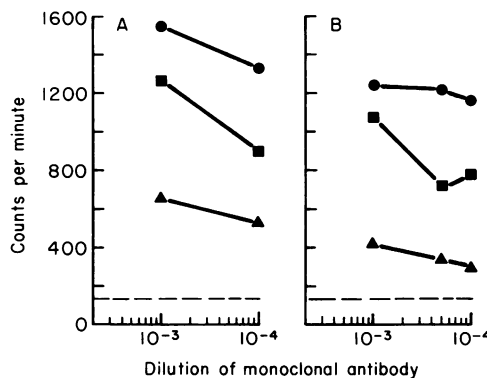 A
B
1600
1200
800
400
0
Counts per minute
10⁻³
10⁻⁴
10⁻³
10⁻⁴
Dilution of monoclonal antibody